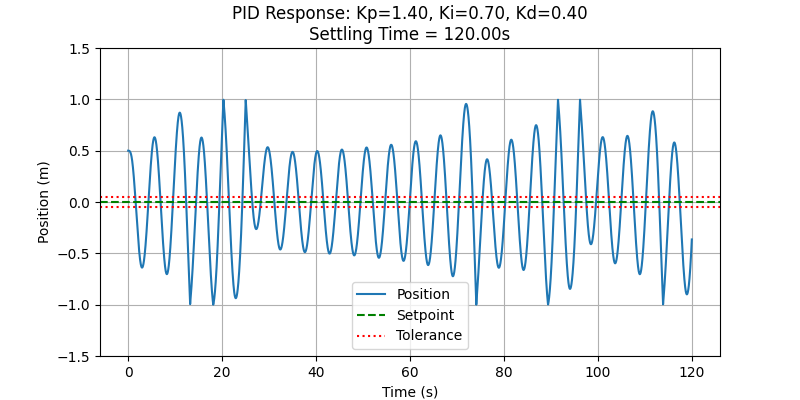 PID Response: Kp=1.40, Ki=0.70, Kd=0.40
Settling Time = 120.00s
1.5
1.0
0.5
0.0
−0.5
−1.0
−1.5
Position (m)
Position
Setpoint
Tolerance
0
20
40
60
80
100
120
Time (s)